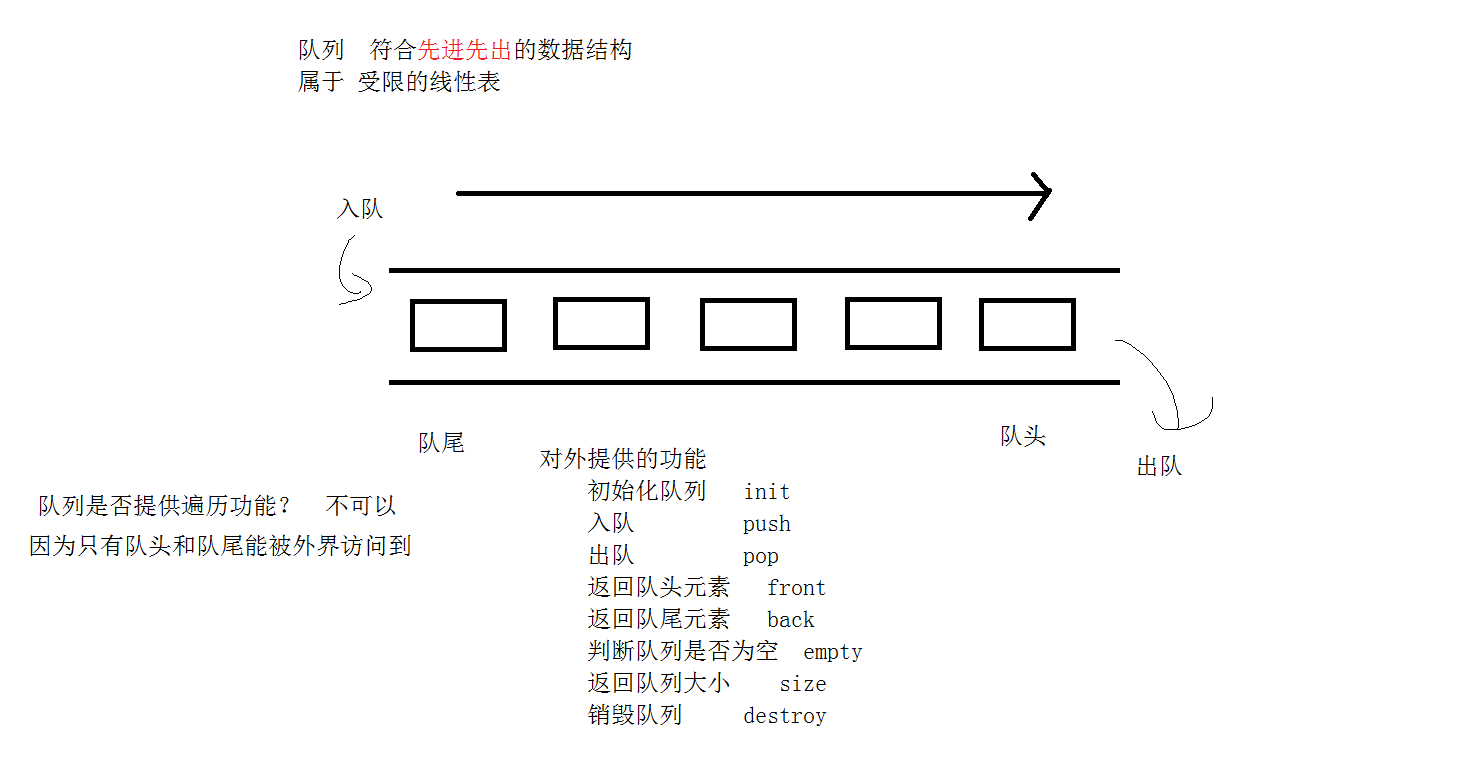 队列 符合先进先出的数据结构
属于 受限的线性表
入队
队尾
队头
出队
对外提供的功能
初始化队列 init
入队 push
出队 pop
返回队头元素 front
返回队尾元素 back
判断队列是否为空 empty
返回队列大小 size
销毁队列 destroy
队列是否提供遍历功能? 不可以
因为只有队头和队尾能被外界访问到